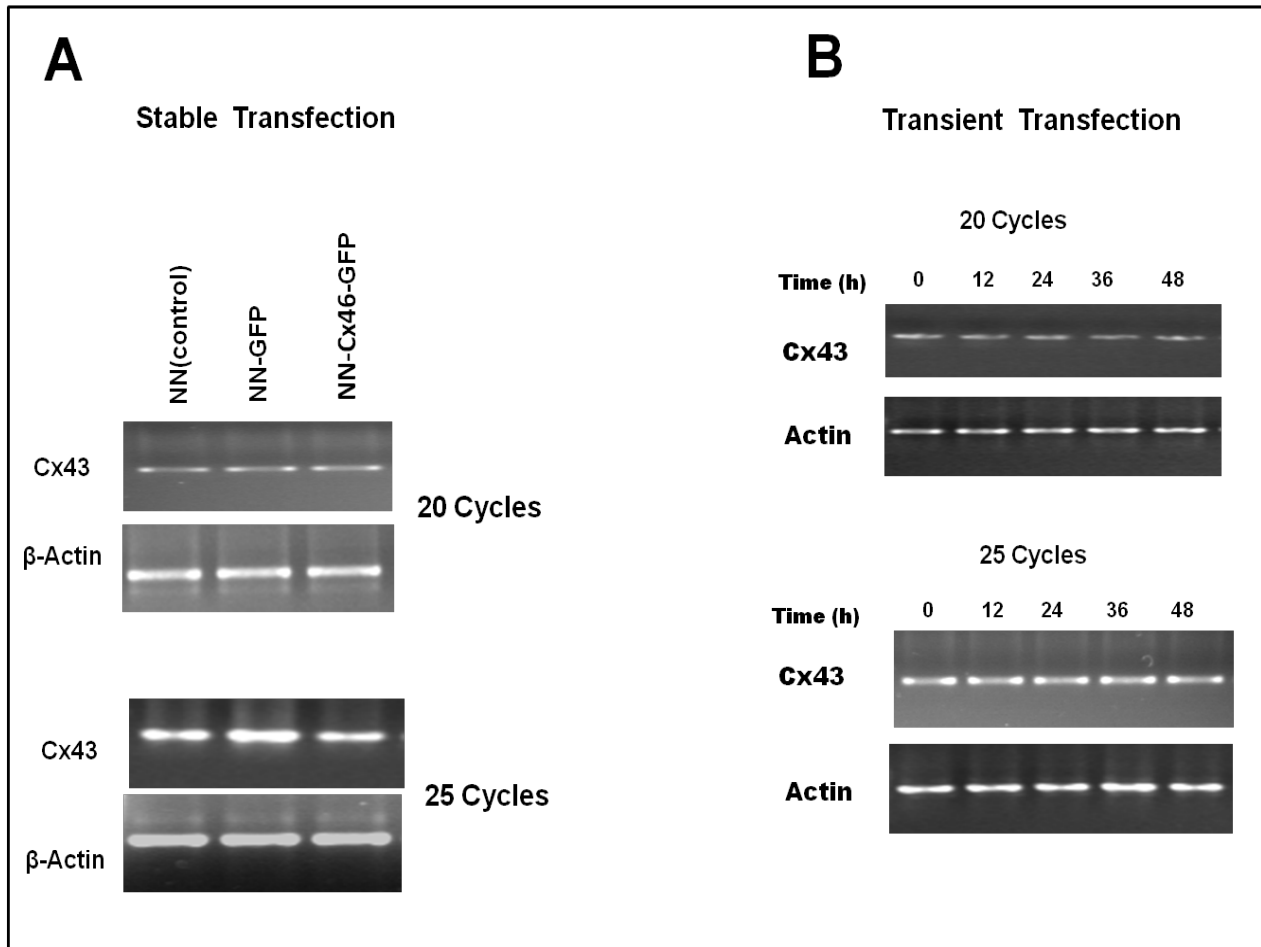 A
Stable Transfection
NN(control)
NN-GFP
NN-Cx46-GFP
Cx43
β-Actin
20 Cycles
Cx43
β-Actin
25 Cycles
B
Transient Transfection
20 Cycles
Time (h) 0 12 24 36 48
Cx43
Actin
25 Cycles
Time (h) 0 12 24 36 48
Cx43
Actin